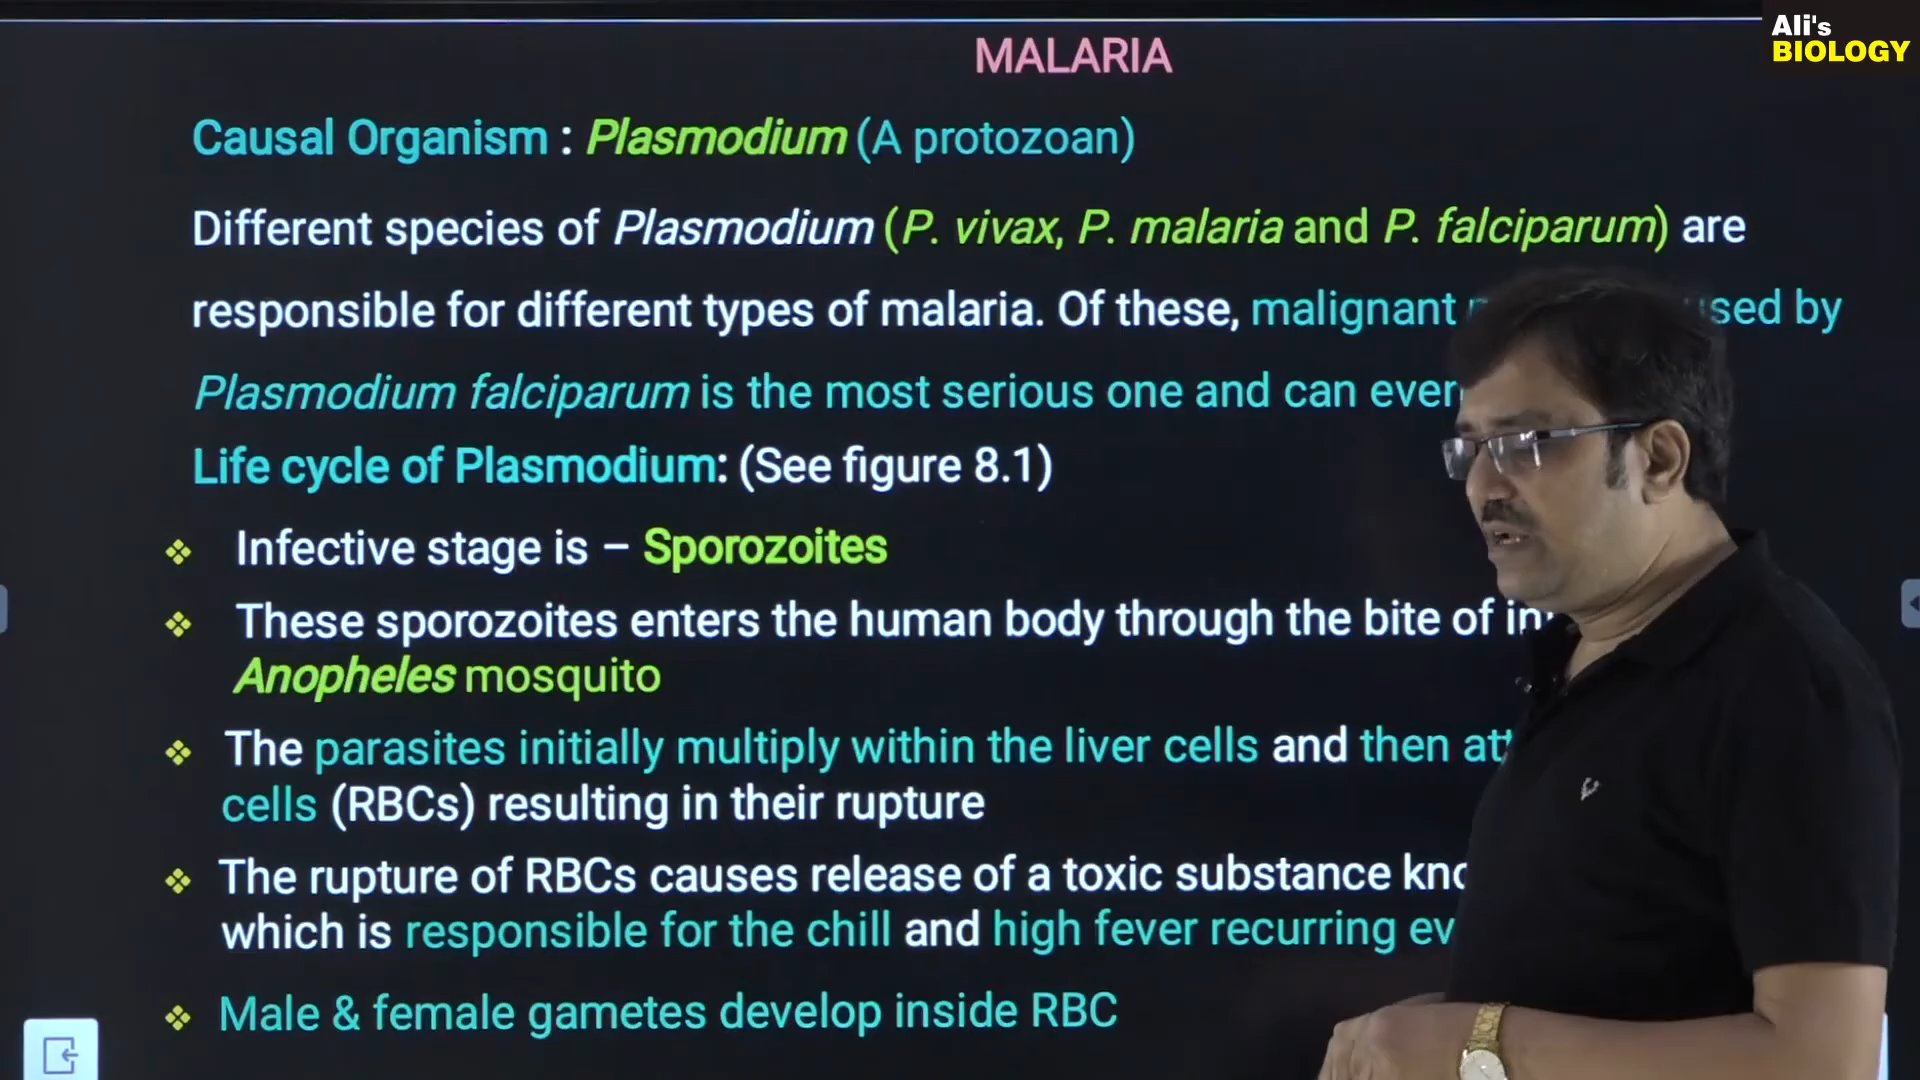 Ali's
BIOLOGY
MALARIA
Causal Organism : Plasmodium (A protozoan)
Different species of Plasmodium (P. vivax, P. malaria and P. falciparum) are
responsible for different types of malaria. Of these, malignant by
Plasmodium falciparum is the most serious one and can even
Life cycle of Plasmodium: (See figure 8.1)
❖ Infective stage is – Sporozoites
❖ These sporozoites enters the human body through the bite of
Anopheles mosquito
❖ The parasites initially multiply within the liver cells and then
cells (RBCs) resulting in their rupture
❖ The rupture of RBCs causes release of a toxic substance
which is responsible for the chill and high fever recurring
❖ Male & female gametes develop inside RBC